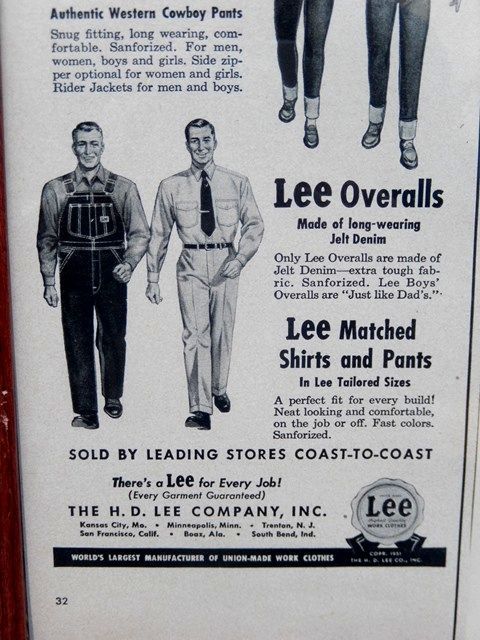 Authentic Western Cowboy Pants
Snug fitting, long wearing, com-
fortable. Sanforized. For men,
women, boys and girls. Side zip-
per optional for women and girls.
Rider Jackets for men and boys.
Lee Overalls
Made of long-wearing
Jelt Denim
Only Lee Overalls are made of
Jelt Denim—extra tough fab-
ric. Sanforized. Lee Boys'
Overalls are “Just like Dad's.”
Lee Matched
Shirts and Pants
In Lee Tailored Sizes
A perfect fit for every build!
Neat looking and comfortable,
on the job or off. Fast colors.
Sanforized.
SOLD BY LEADING STORES COAST-TO-COAST
There's a Lee for Every Job!
(Every Garment Guaranteed)
THE H. D. LEE COMPANY, INC.
Kansas City, Mo. • Minneapolis, Minn. • Trenton, N. J.
San Francisco, Calif. • Boaz, Ala. • South Bend, Ind.
Lee
WORK CLOTHES
COPR. 1951
THE H. D. LEE CO., INC.
WORLD'S LARGEST MANUFACTURER OF UNION-MADE WORK CLOTHES
32